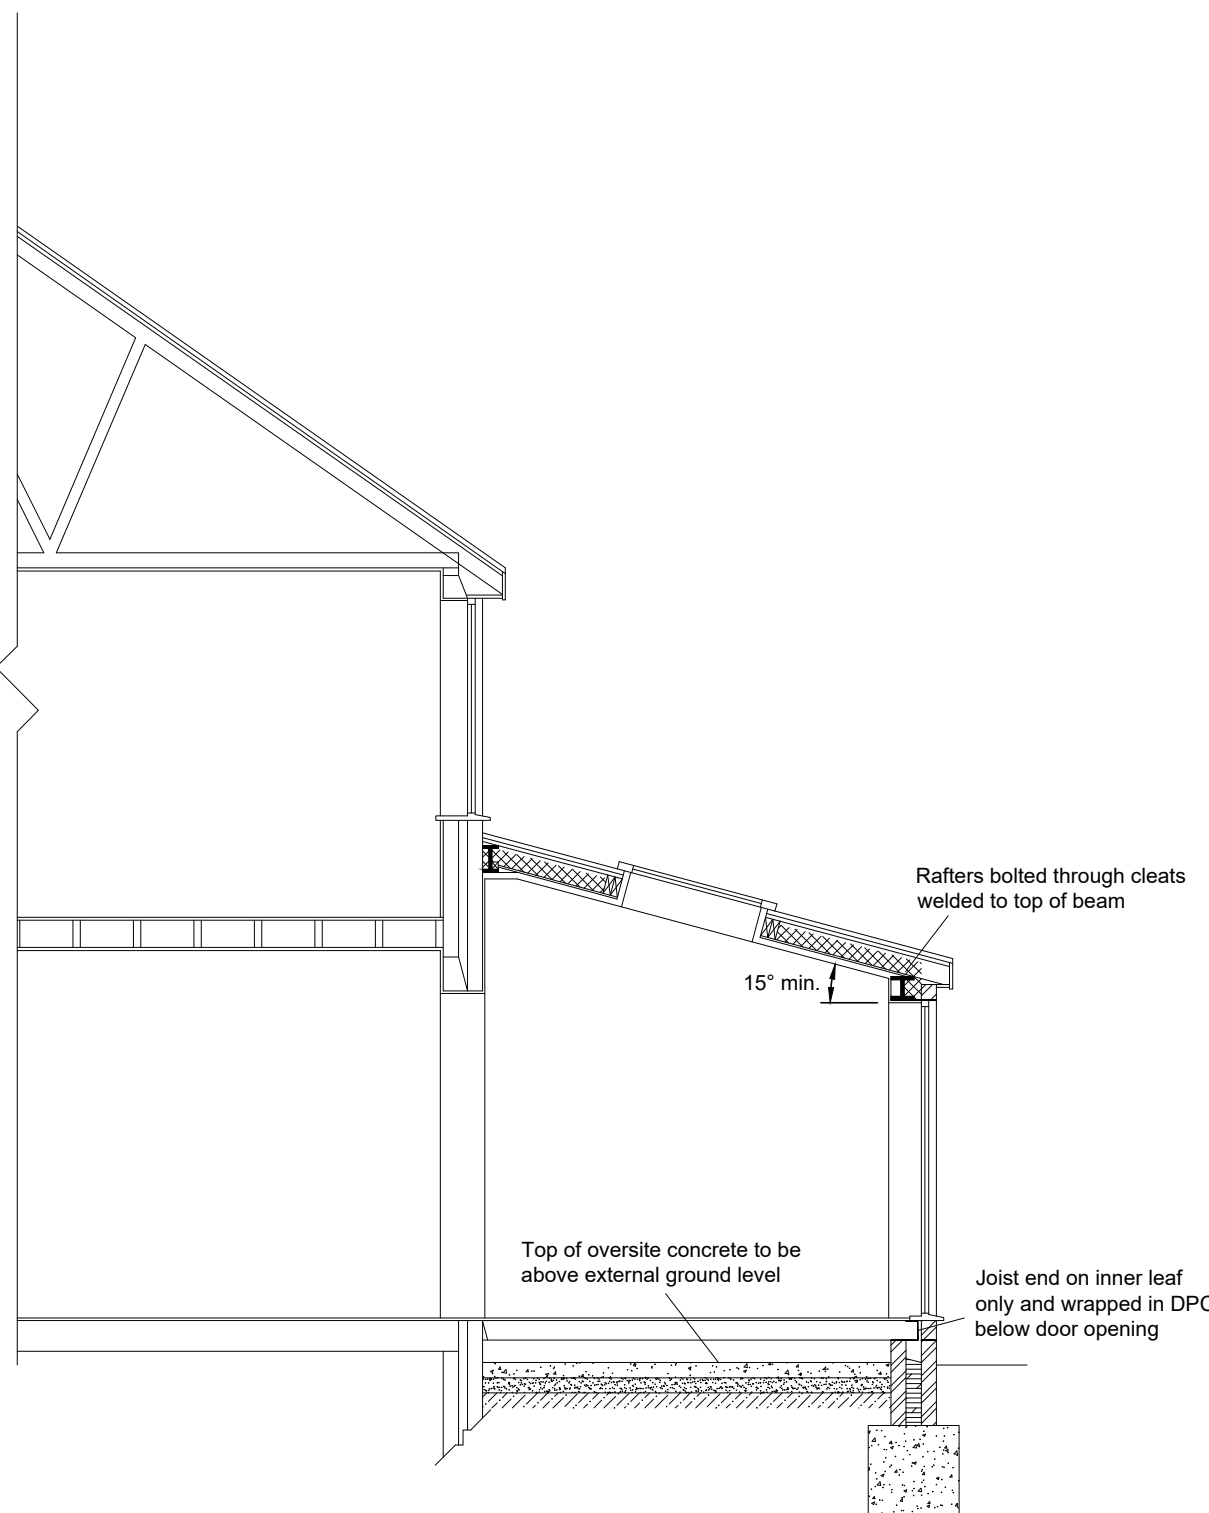 Rafters bolted through cleats
welded to top of beam
15° min.
Top of oversite concrete to be
above external ground level
Joist end on inner leaf
only and wrapped in DPC
below door opening